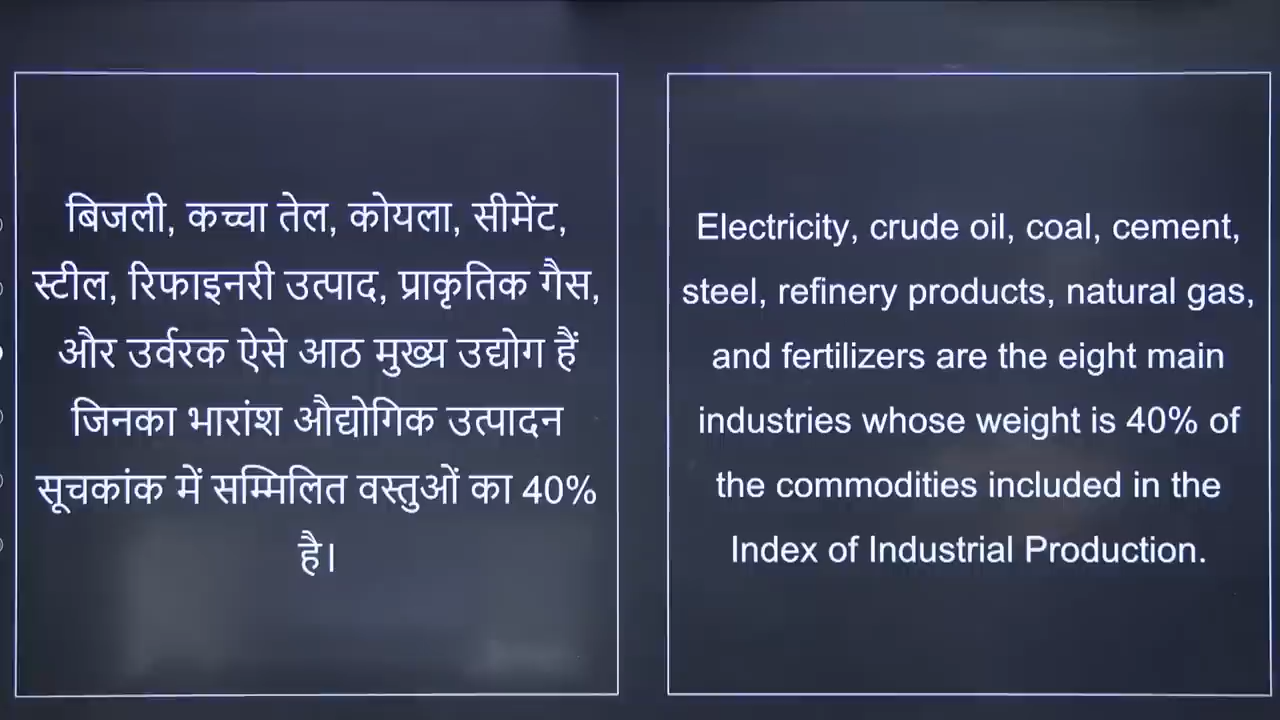 बिजली, कच्चा तेल, कोयला, सीमेंट,
स्टील, रिफाइनरी उत्पाद, प्राकृतिक गैस,
और उर्वरक ऐसे आठ मुख्य उद्योग हैं
जिनका भारांश औद्योगिक उत्पादन
सूचकांक में सम्मिलित वस्तुओं का 40%
है।
Electricity, crude oil, coal, cement,
steel, refinery products, natural gas,
and fertilizers are the eight main
industries whose weight is 40% of
the commodities included in the
Index of Industrial Production.